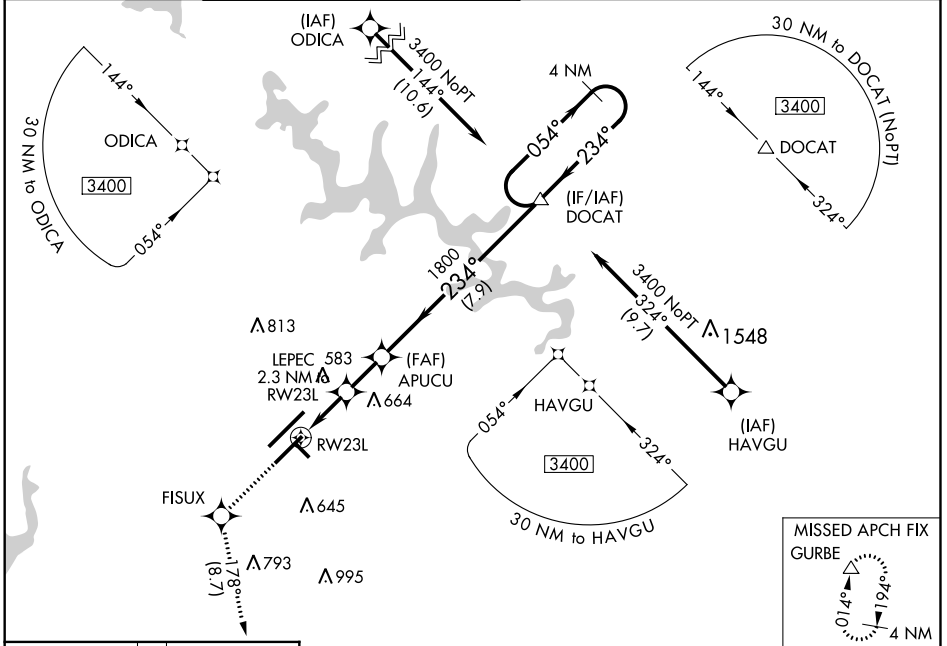 (IAF)
ODICA
3400 NoPT
144°
(10.6)
4 NM
054°
234°
(IF/IAF)
DOCAT
30 NM to DOCAT (NoPT)
144°
3400
DOCAT
324°
144°
ODICA
3400
30 NM to ODICA
054°
1800
234°
(7.9)
3400 NoPT
324°
(9.7)
1548
(IAF)
HAVGU
813
LEPEC
2.3 NM to
RW23L
583
(FAF)
APUCU
664
RW23L
054°
HAVGU
324°
3400
30 NM to HAVGU
FISUX
645
793
995
178°
(8.7)
MISSED APCH FIX
GURBE
014°
194°
4 NM